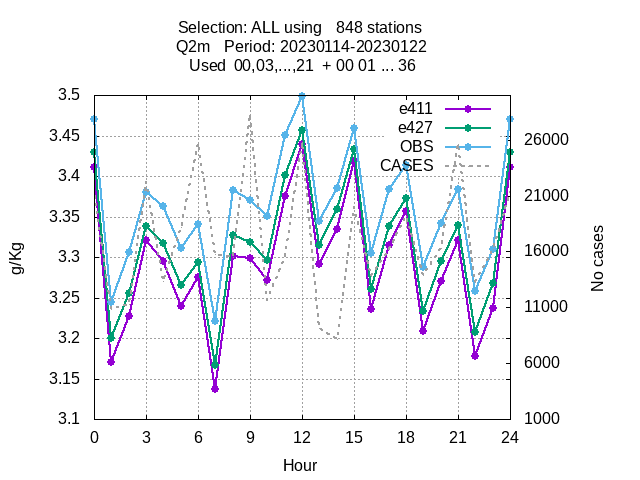 Selection: ALL using   848 stations
Q2m   Period: 20230114-20230122
Used  00,03,...,21  + 00 01 ... 36
3.5
3.45
3.4
3.35
3.3
3.25
3.2
3.15
3.1
g/Kg
e411
e427
OBS
CASES
26000
21000
16000
11000
6000
1000
No cases
0 3 6 9 12 15 18 21 24
Hour